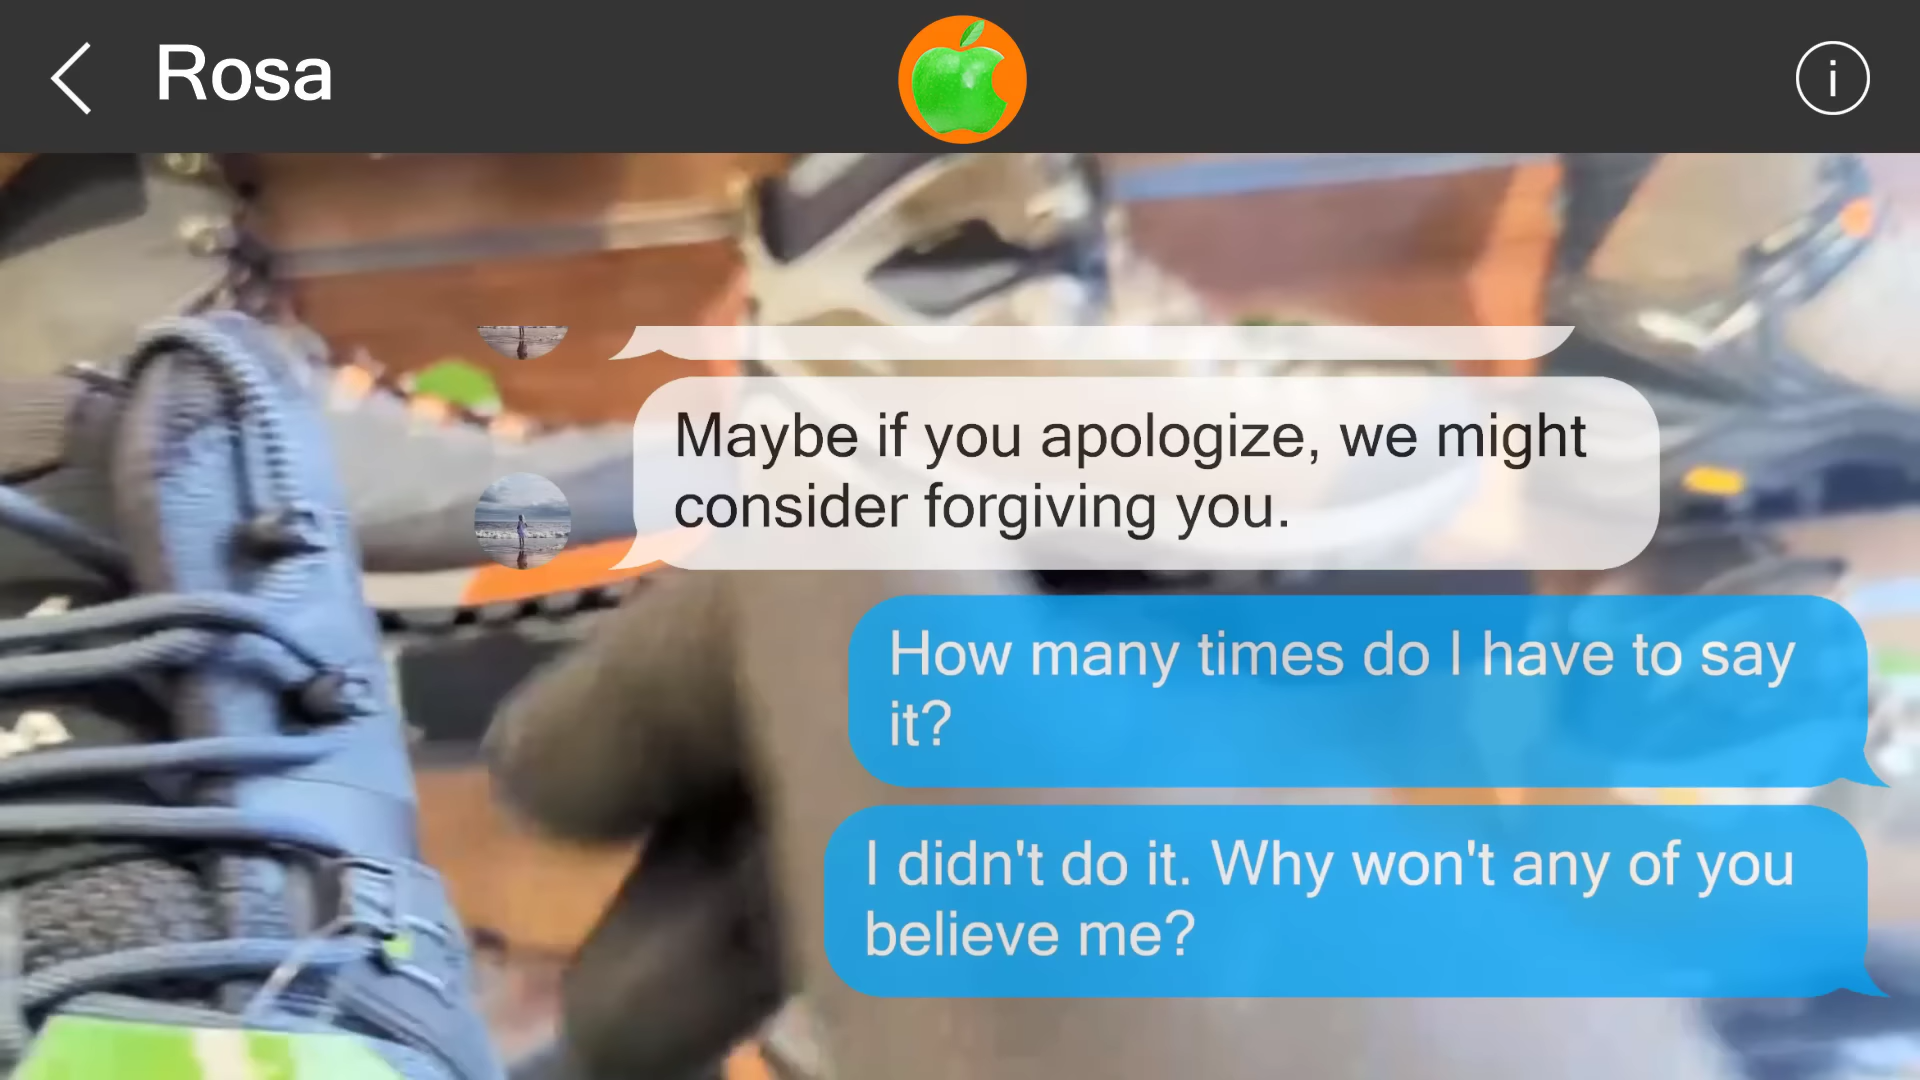 Rosa
Maybe if you apologize, we might
consider forgiving you.
How many times do I have to say
it?
I didn't do it. Why won't any of you
believe me?